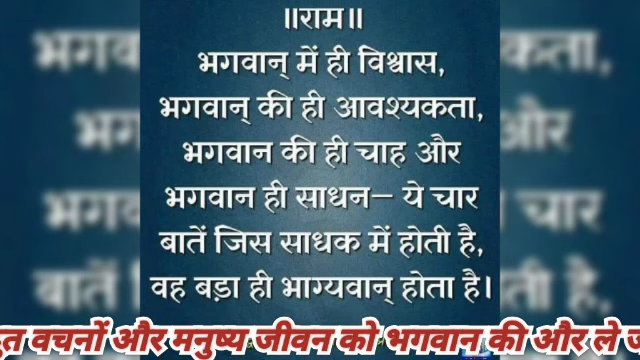 ॥राम॥
भगवान् में ही विश्वास,
भगवान् की ही आवश्यकता,
भगवान की ही चाह और
भगवान ही साधन– ये चार
बातें जिस साधक में होती है,
वह बड़ा ही भाग्यवान् होता है।
वचनों और मनुष्य जीवन को भगवान की और ले